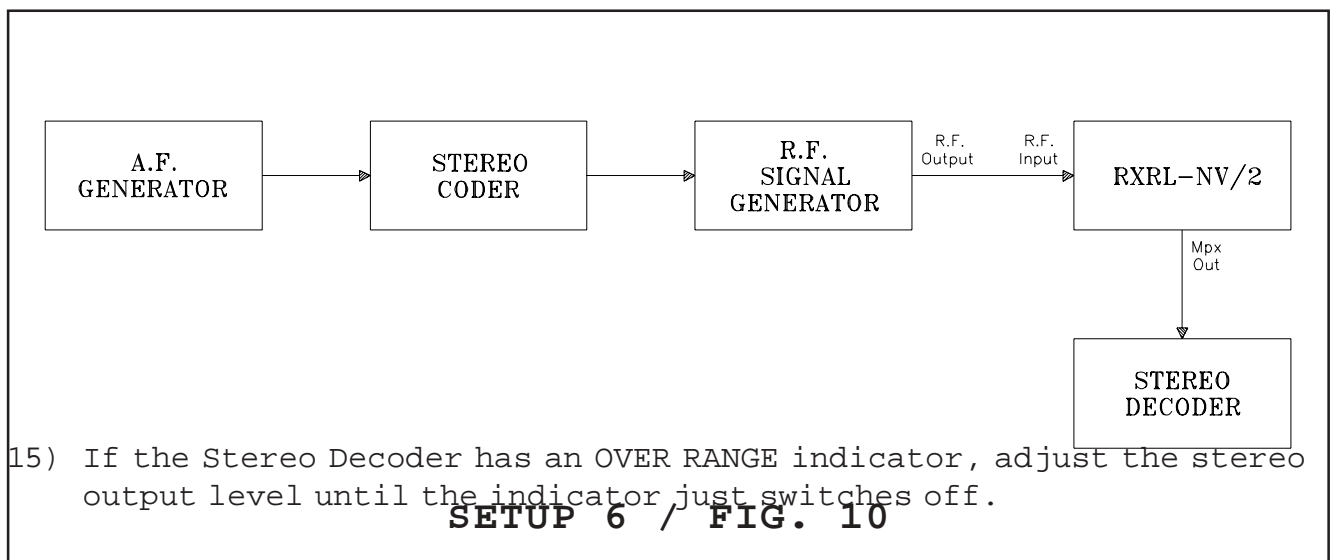 A.F.
GENERATOR
STEREO
CODER
R.F.
SIGNAL
GENERATOR
R.F.
Output
R.F.
Input
RXRL-NV/2
Mpx
Out
STEREO
DECODER
15) If the Stereo Decoder has an OVER RANGE indicator, adjust the stereo
output level until the indicator just switches off.
SETUP 6 / FIG. 10